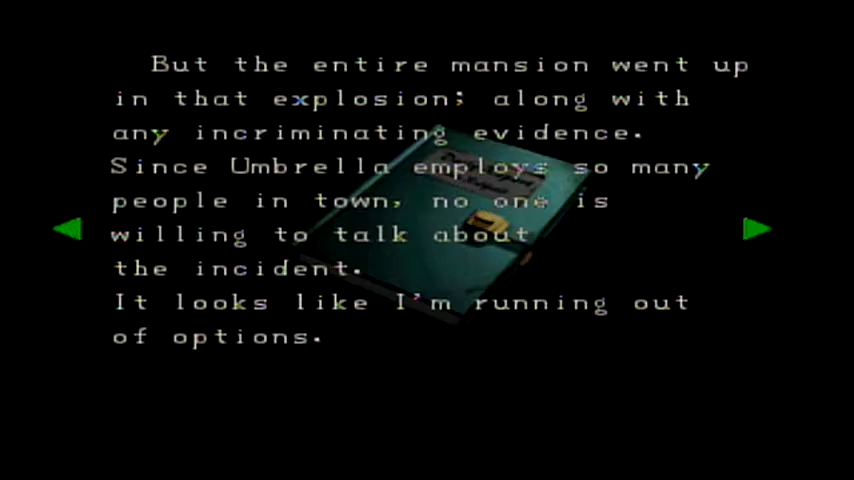 But the entire mansion went up
in that explosion; along with
any incriminating evidence.
Since Umbrella employs so many
people in town, no one is
willing to talk about
the incident.
It looks like I'm running out
of options.